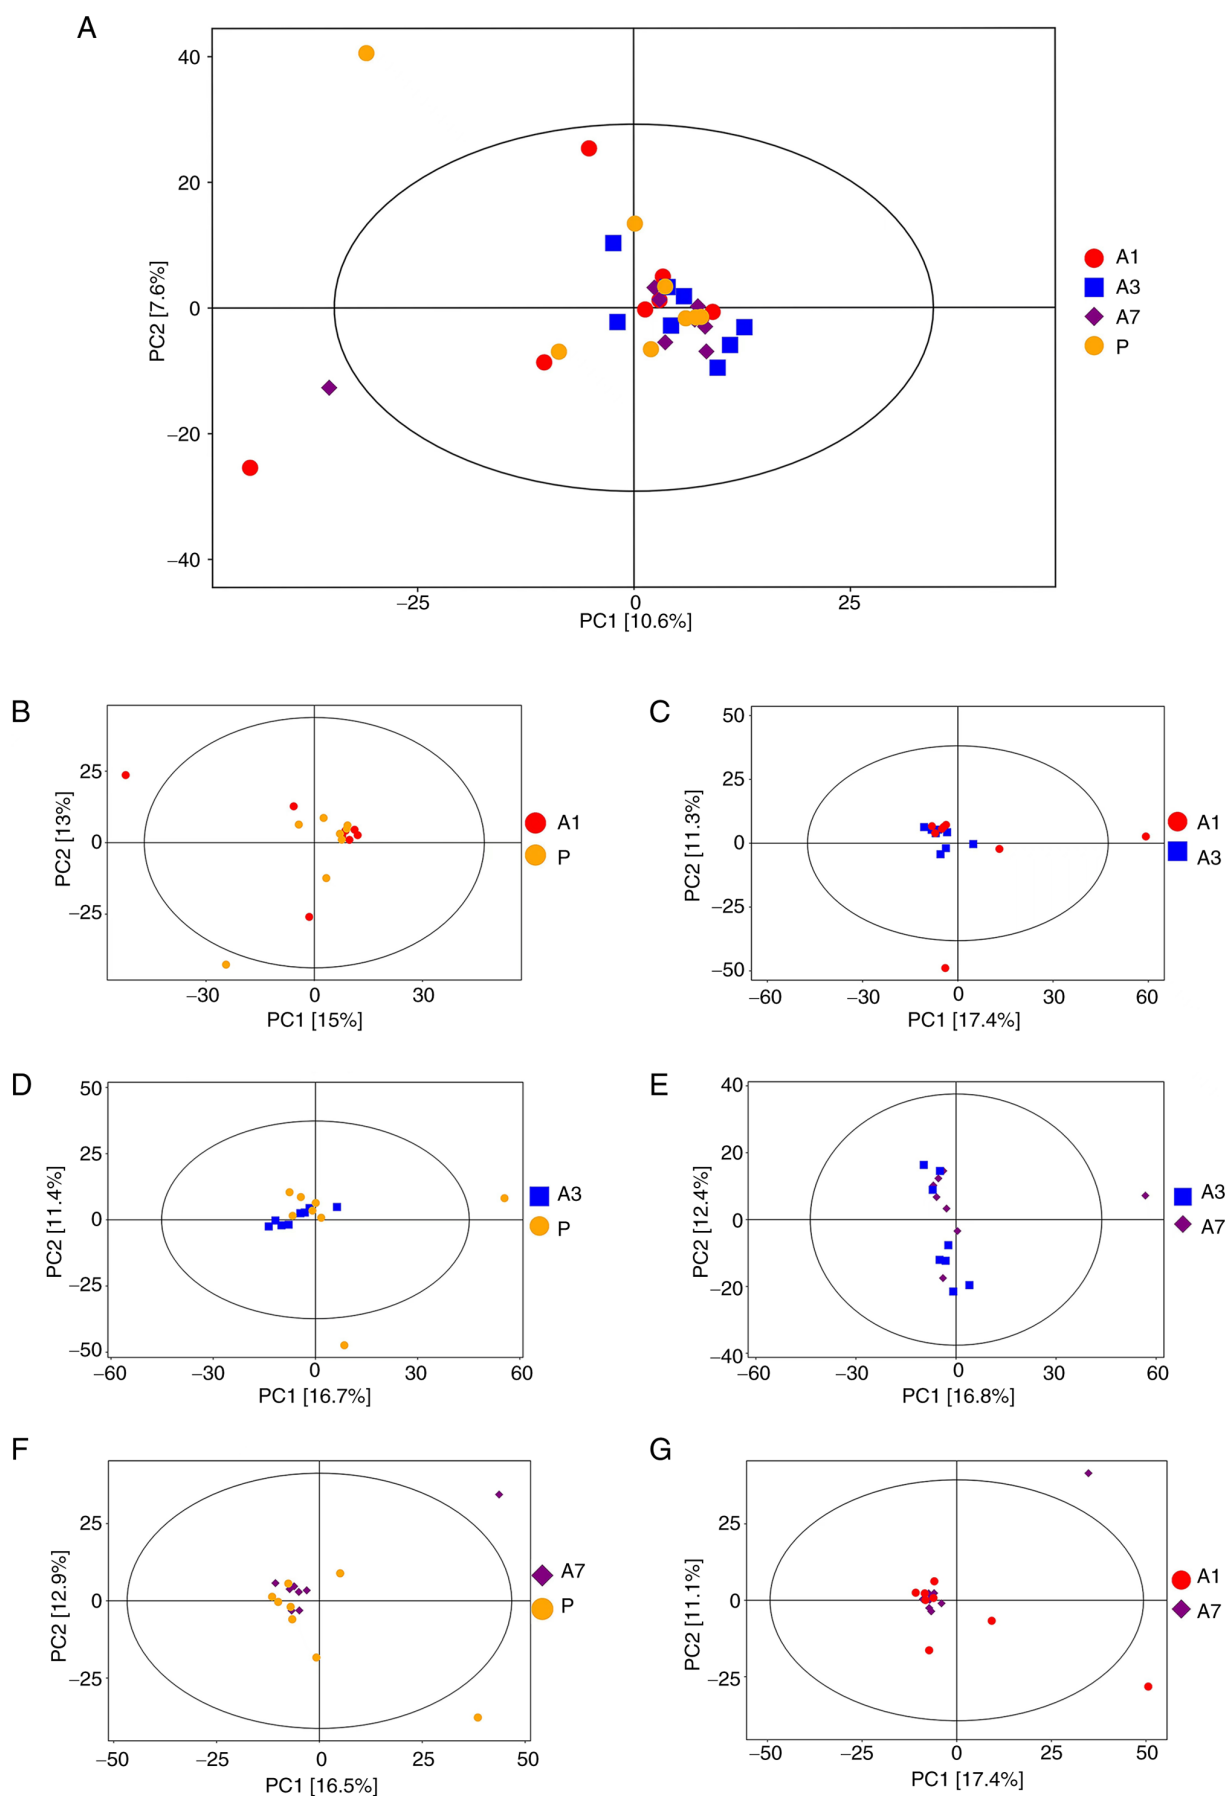 A
40
20
0
−20
−40
PC2 [7.6%]
−25
0
25
PC1 [10.6%]
A1
A3
A7
P
B
25
0
−25
PC2 [13%]
−30
0
30
PC1 [15%]
A1
P
C
50
25
0
−25
−50
PC2 [11.3%]
−60
−30
0
30
60
PC1 [17.4%]
A1
A3
D
50
25
0
−25
−50
PC2 [11.4%]
−60
−30
0
30
60
PC1 [16.7%]
A3
P
E
40
20
0
−20
−40
PC2 [12.4%]
−60
−30
0
30
60
PC1 [16.8%]
A3
A7
F
25
0
−25
PC2 [12.9%]
−50
−25
0
25
50
PC1 [16.5%]
A7
P
G
25
0
−25
PC2 [11.1%]
−50
−25
0
25
50
PC1 [17.4%]
A1
A7